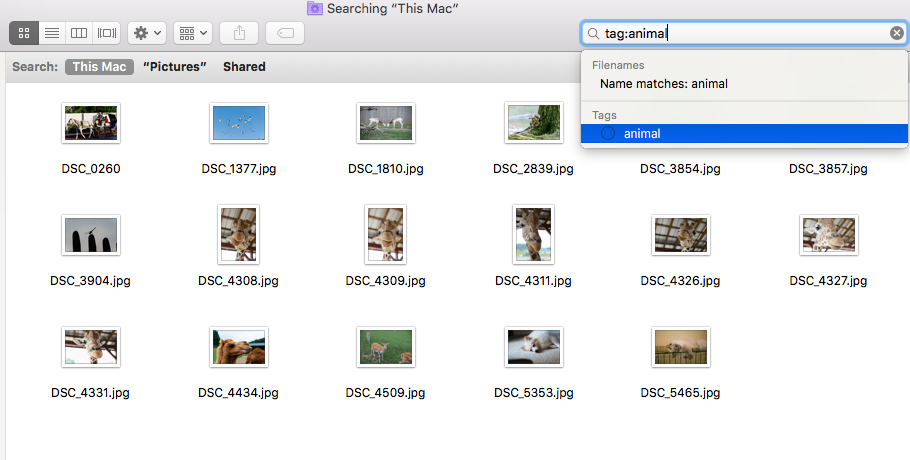 Searching “This Mac”
tag:animal
Search: This Mac “Pictures” Shared
Filenames
Name matches: animal
Tags
animal
DSC_0260 DSC_1377.jpg DSC_1810.jpg DSC_2839.jpg DSC_3854.jpg DSC_3857.jpg
DSC_3904.jpg DSC_4308.jpg DSC_4309.jpg DSC_4311.jpg DSC_4326.jpg DSC_4327.jpg
DSC_4331.jpg DSC_4434.jpg DSC_4509.jpg DSC_5353.jpg DSC_5465.jpg